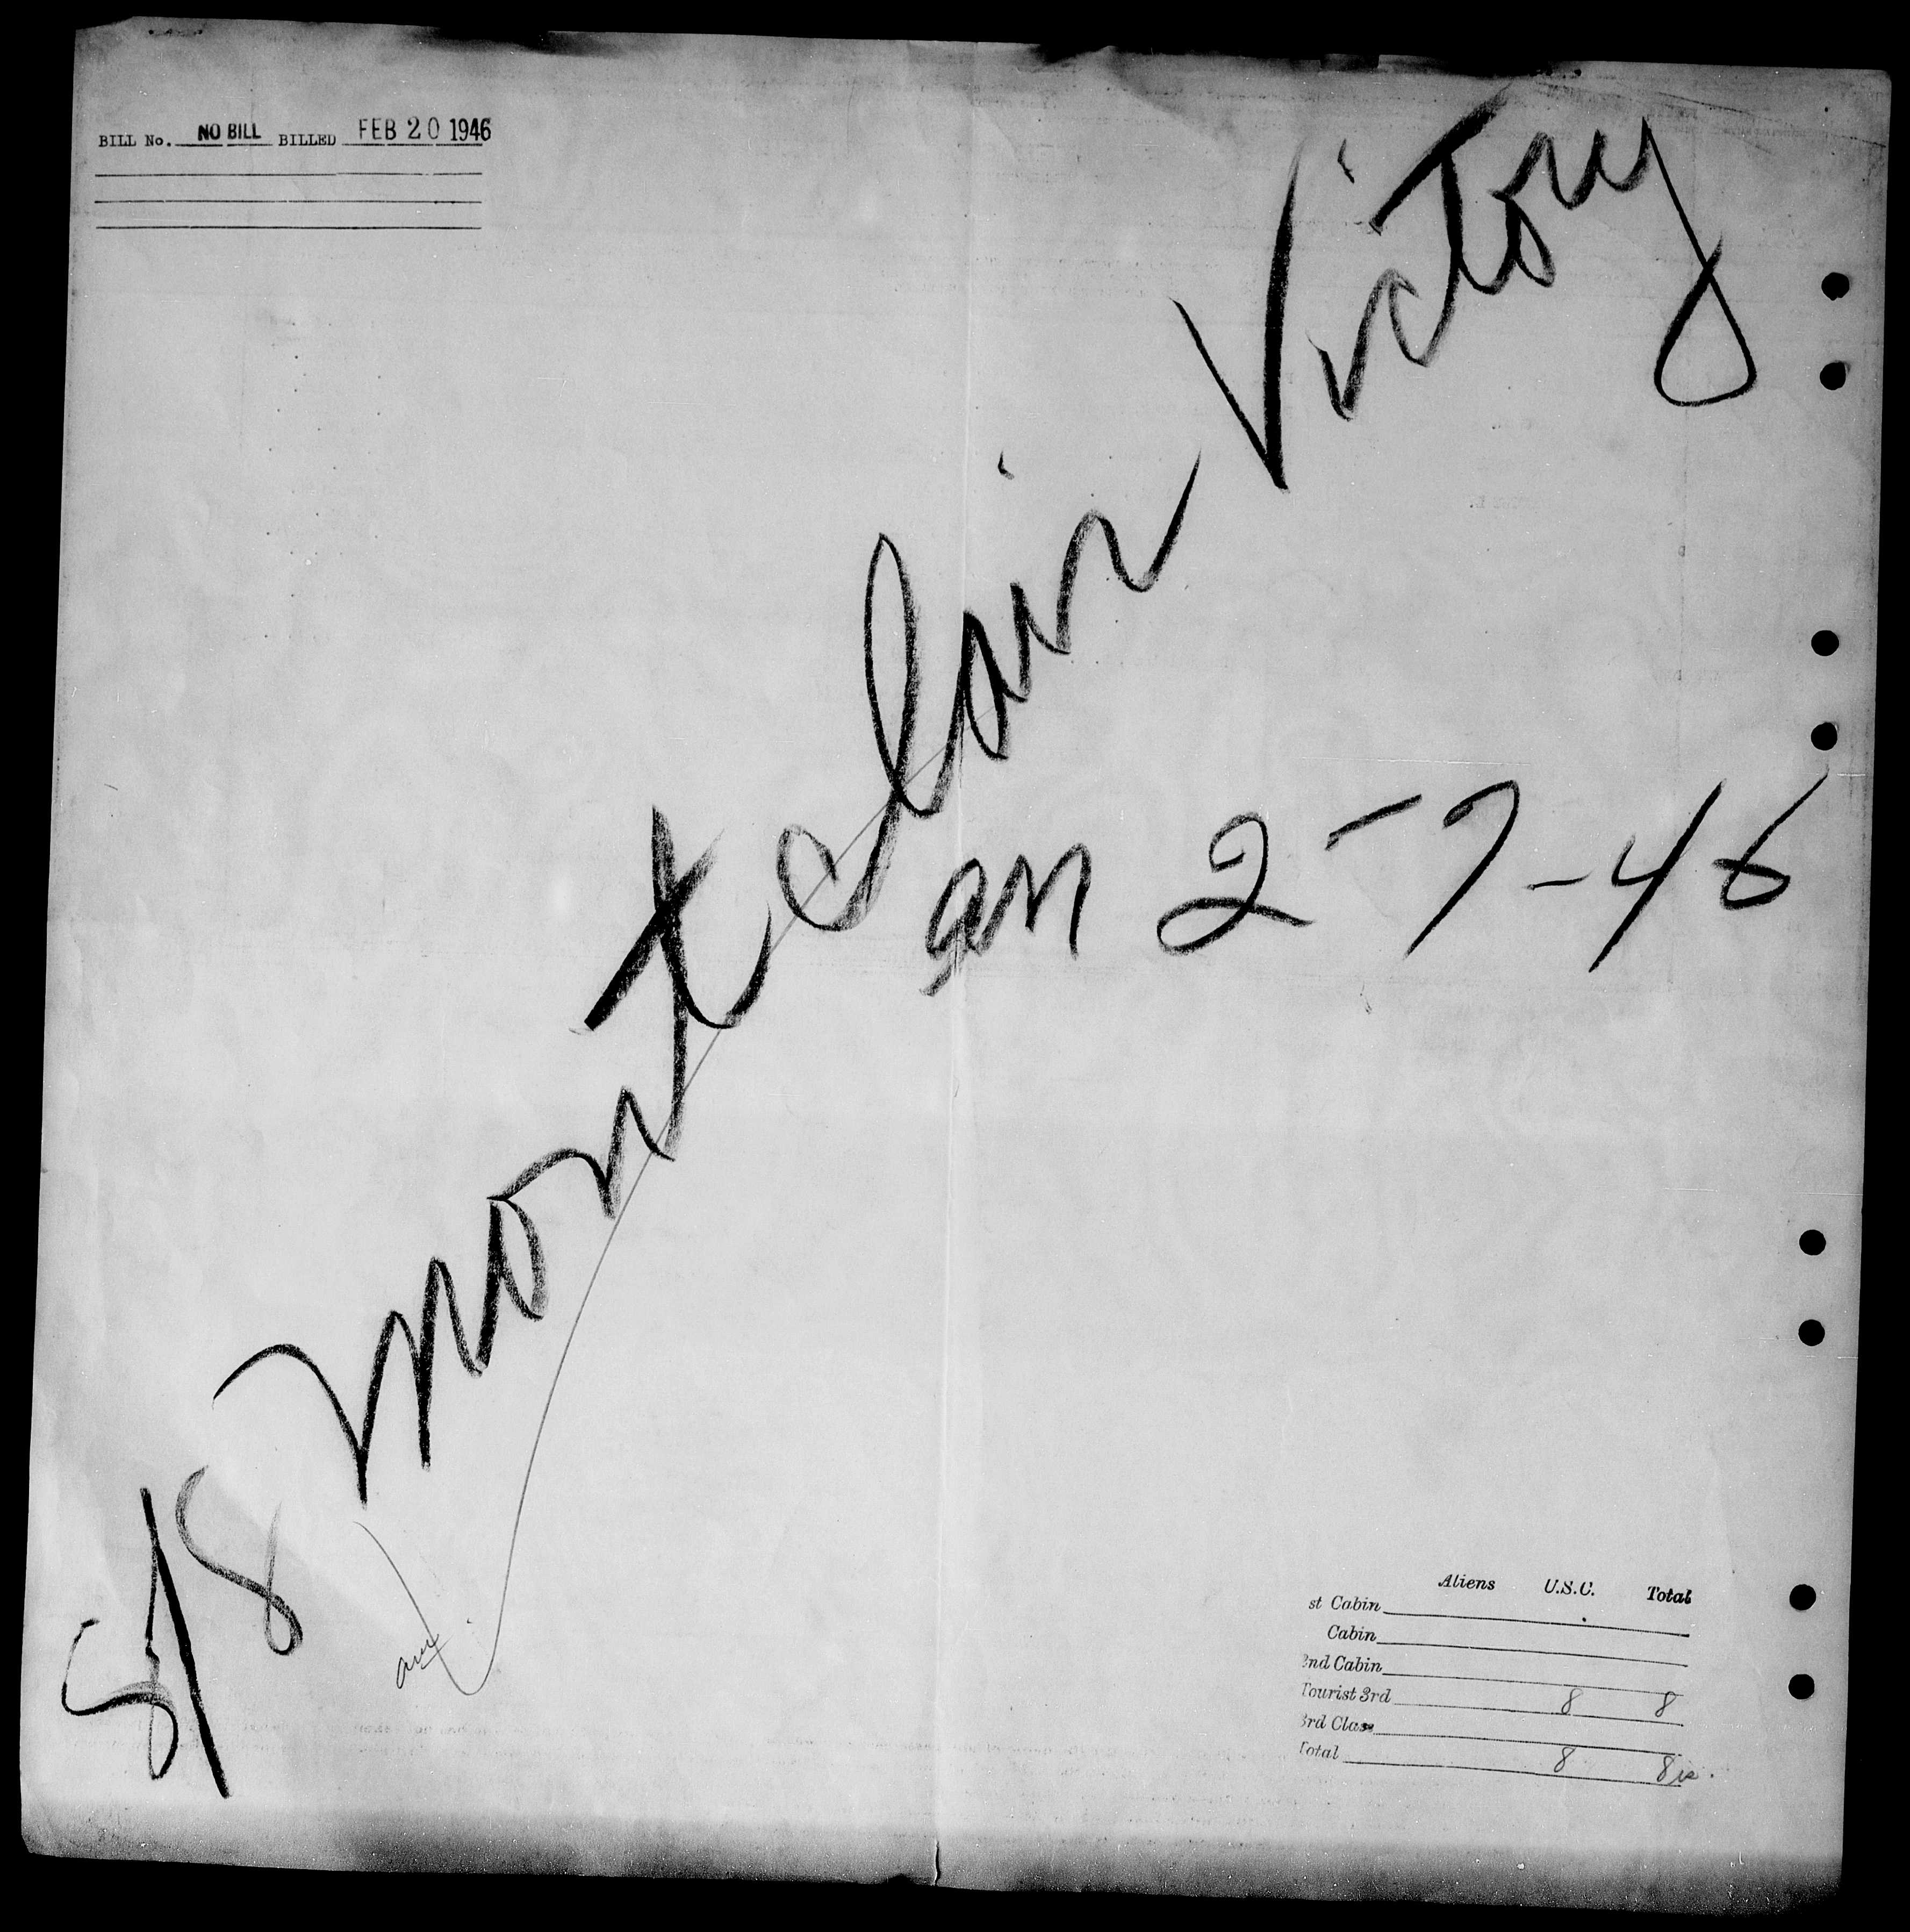 BILL No. NO BILL BILLED FEB 20 1946
S/S Montclair Victory
arr 2-7-46
Aliens U.S.C. Total
st Cabin
Cabin
2nd Cabin
Tourist 3rd 8 8
3rd Class
Total 8 8